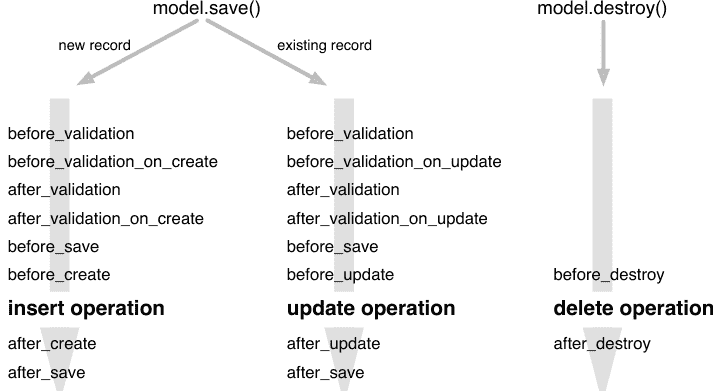 model.save()
model.destroy()
new record
existing record
before_validation
before_validation_on_create
after_validation
after_validation_on_create
before_save
before_create
insert operation
after_create
after_save
before_validation
before_validation_on_update
after_validation
after_validation_on_update
before_save
before_update
update operation
after_update
after_save
before_destroy
delete operation
after_destroy